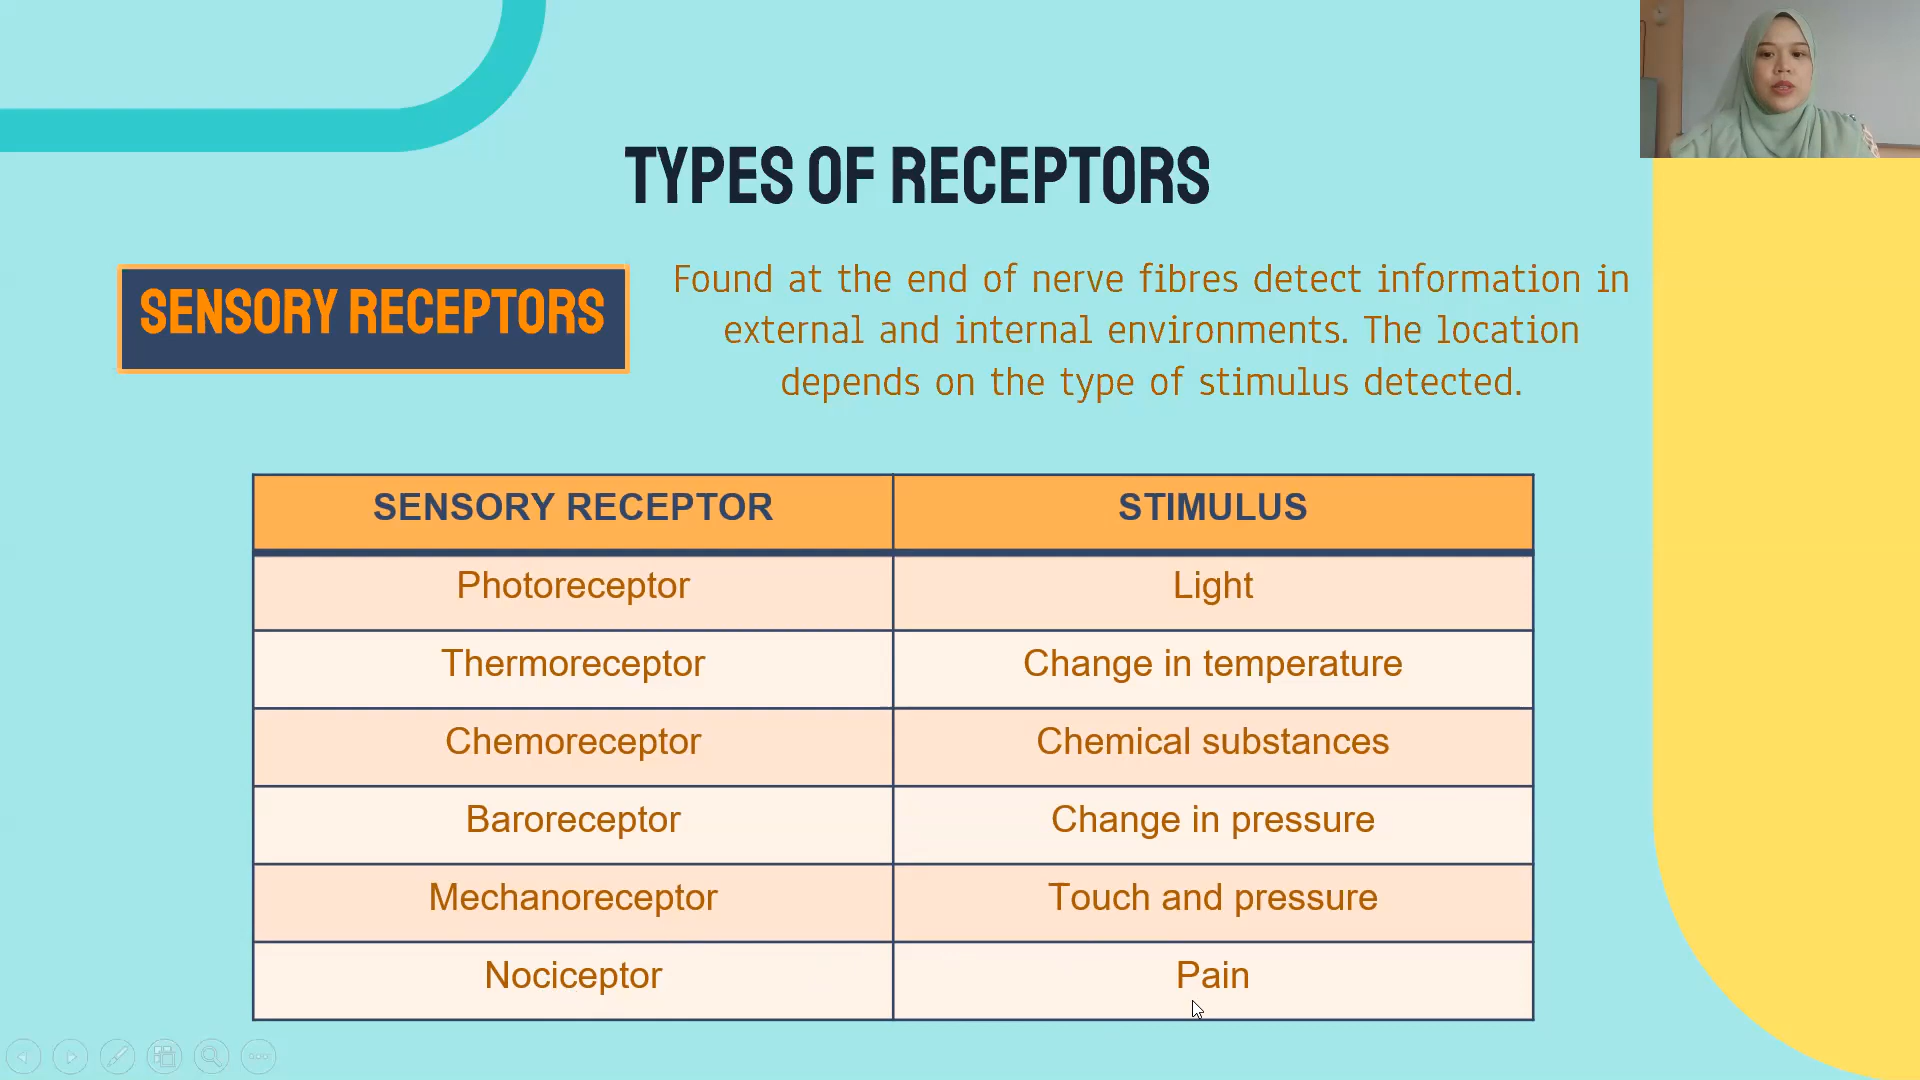 TYPES OF RECEPTORS
SENSORY RECEPTORS
Found at the end of nerve fibres detect information in
external and internal environments. The location
depends on the type of stimulus detected.
SENSORY RECEPTOR STIMULUS
Photoreceptor Light
Thermoreceptor Change in temperature
Chemoreceptor Chemical substances
Baroreceptor Change in pressure
Mechanoreceptor Touch and pressure
Nociceptor Pain